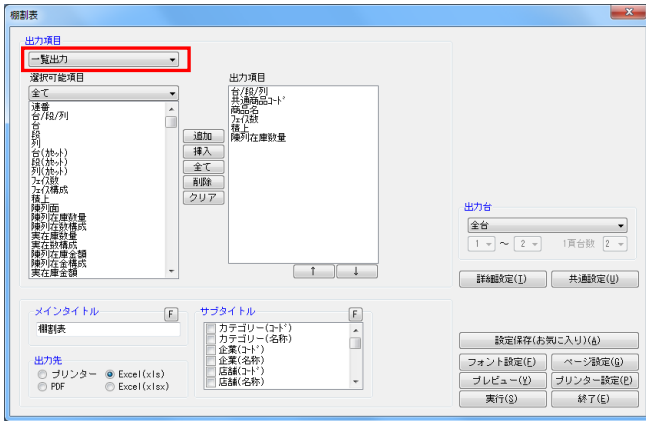 棚割表
出力項目
一覧出力
選択可能項目
全て
連番
台/段/列
台
段
列
台(ｶｾｯﾄ)
段(ｶｾｯﾄ)
列(ｶｾｯﾄ)
ﾌｪｲｽ数
ﾌｪｲｽ構成
積上
陳列面
陳列在庫数量
陳列在数構成
実在庫数量
実在数構成
陳列在庫金額
陳列在金構成
実在庫金額
追加
挿入
全て
削除
クリア
出力項目
台/段/列
共通商品ｺｰﾄﾞ
商品名
ﾌｪｲｽ数
積上
陳列在庫数量
↑
↓
出力台
全台
1 ～ 2
1頁台数 2
詳細設定(I)
共通設定(U)
メインタイトル
F
棚割表
出力先
プリンター
Excel(xls)
PDF
Excel(xlsx)
サブタイトル
F
カテゴリー(ｺｰﾄﾞ)
カテゴリー(名称)
企業(ｺｰﾄﾞ)
企業(名称)
店舗(ｺｰﾄﾞ)
店舗(名称)
設定保存(お気に入り)(A)
フォント設定(F)
ページ設定(G)
プレビュー(V)
プリンター設定(P)
実行(S)
終了(E)